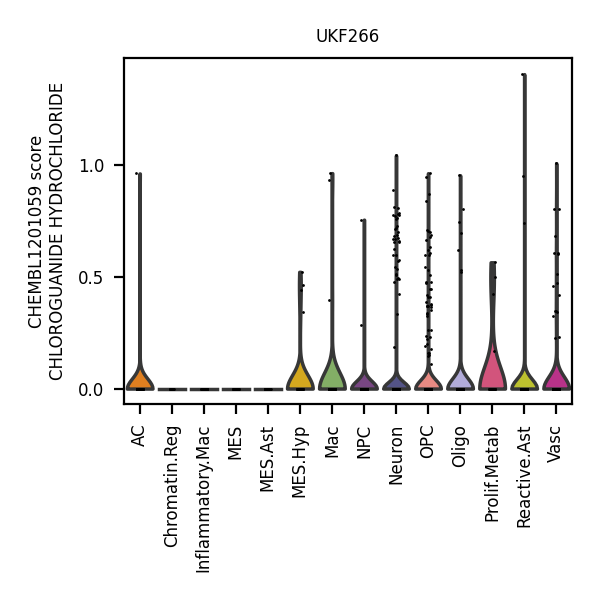 UKF266
CHEMBL1201059 score
CHLOROGUANIDE HYDROCHLORIDE
1.0
0.5
0.0
AC
Chromatin.Reg
Inflammatory.Mac
MES
MES.Ast
MES.Hyp
Mac
NPC
Neuron
OPC
Oligo
Prolif.Metab
Reactive.Ast
Vasc